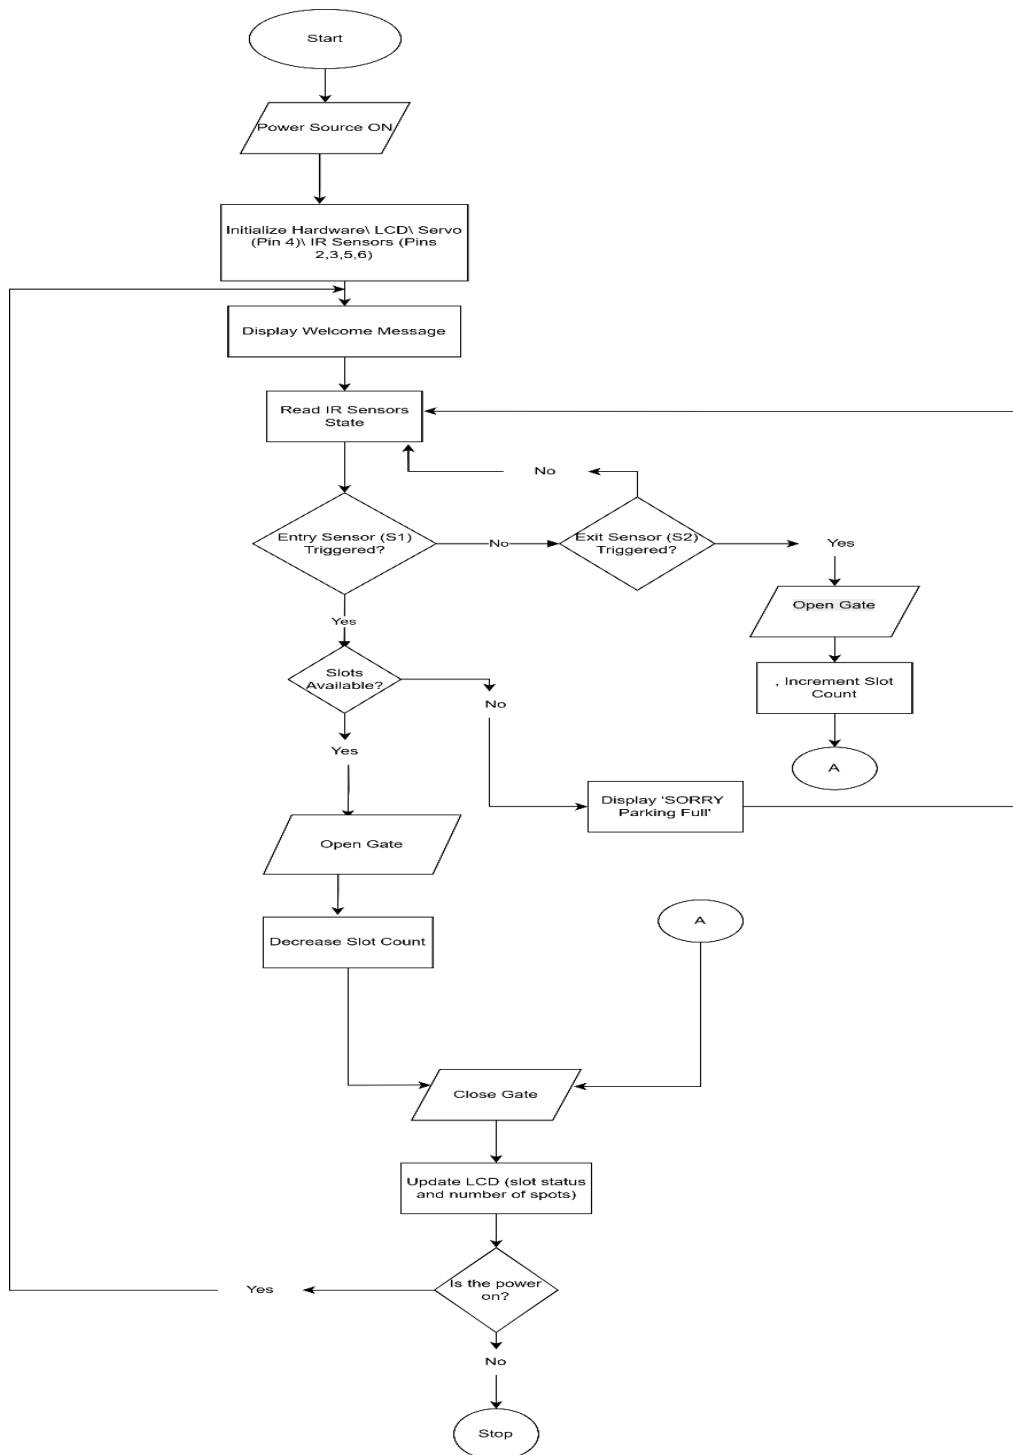 Start
Power Source ON
Initialize Hardware\ LCD\ Servo
(Pin 4)\ IR Sensors (Pins
2,3,5,6)
Display Welcome Message
Read IR Sensors
State
No
Entry Sensor (S1)
Triggered?
No
Exit Sensor (S2)
Triggered?
Yes
Open Gate
, Increment Slot
Count
A
Yes
Slots
Available?
No
Yes
Display 'SORRY
Parking Full'
Open Gate
Decrease Slot Count
A
Close Gate
Update LCD (slot status
and number of spots)
Is the power
on?
Yes
No
Stop